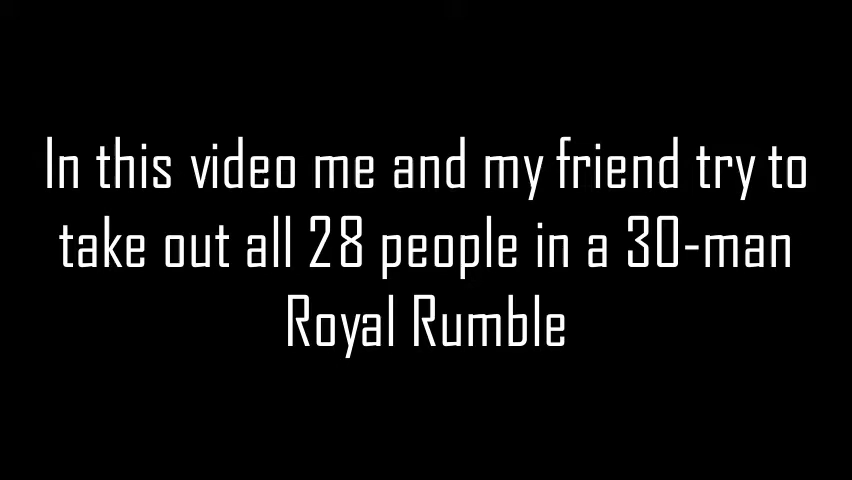 In this video me and my friend try to
take out all 28 people in a 30-man
Royal Rumble